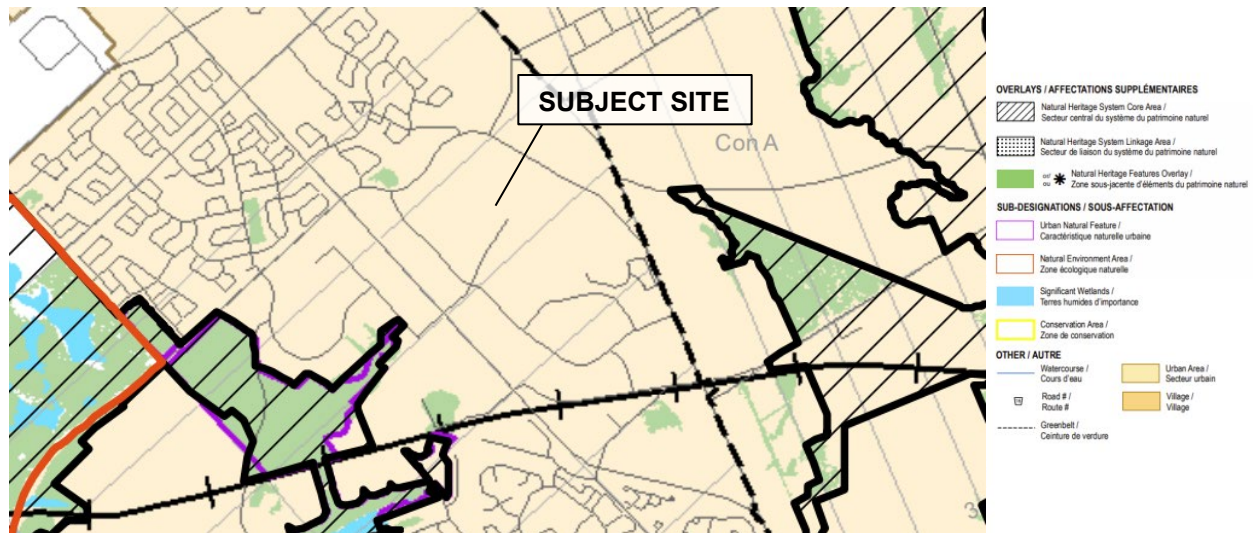 SUBJECT SITE
Con A
3
OVERLAYS / AFFECTATIONS SUPPLÉMENTAIRES
Natural Heritage System Core Area /
Secteur central du système du patrimoine naturel
Natural Heritage System Linkage Area /
Secteur de liaison du système du patrimoine naturel
or/
ou
Natural Heritage Features Overlay /
Zone sous-jacente d'éléments du patrimoine naturel
SUB-DESIGNATIONS / SOUS-AFFECTATION
Urban Natural Feature /
Caractéristique naturelle urbaine
Natural Environment Area /
Zone écologique naturelle
Significant Wetlands /
Terres humides d'importance
Conservation Area /
Zone de conservation
OTHER / AUTRE
Watercourse /
Cours d'eau
Urban Area /
Secteur urbain
Road # /
Route #
Village /
Village
Greenbelt /
Ceinture de verdure